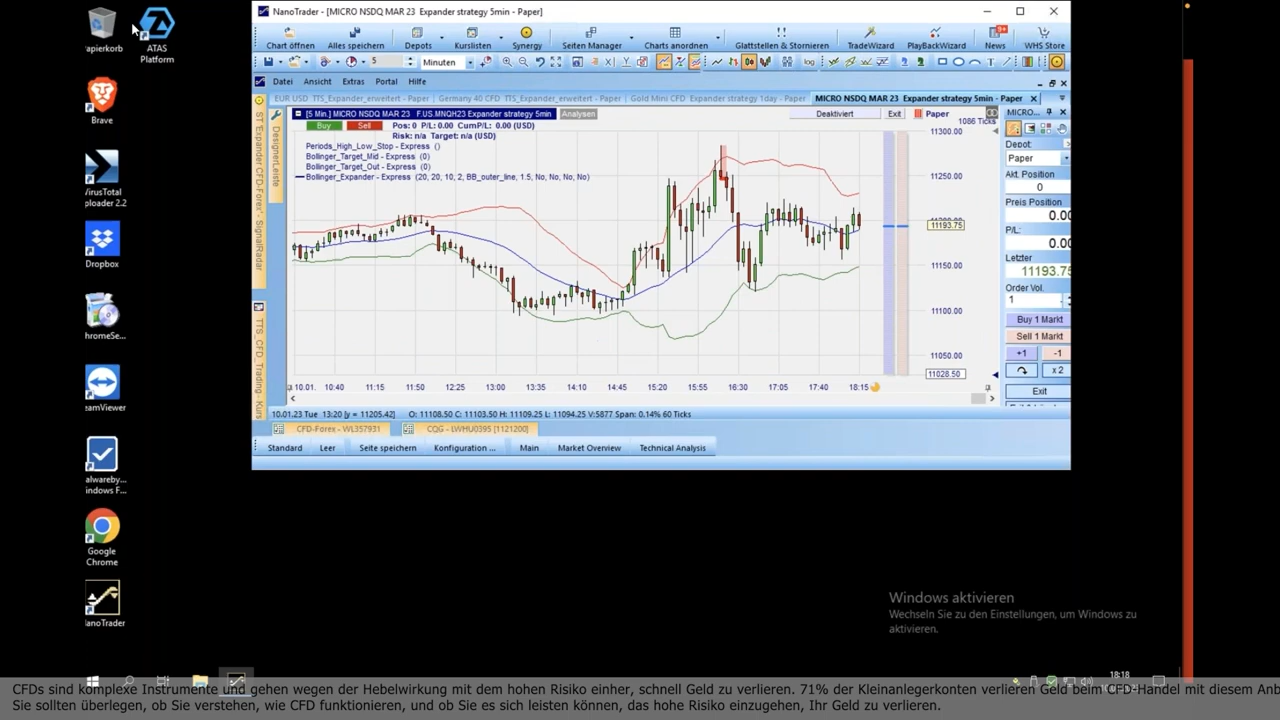 NanoTrader - [MICRO NSDQ MAR 23 Expander strategy 5min - Paper]
Chart öffnen Alles speichern Depots Kurslisten Synergy Seiten Manager Charts anordnen Glattstellen & Stornieren TradeWizard PlayBackWizard News WHS Store
5 Minuten log
Datei Ansicht Extras Portal Hilfe
EUR USD TTS_Expander_erweitert - Paper Germany 40 CFD TTS_Expander_erweitert - Paper Gold Mini CFD Expander strategy 1day - Paper MICRO NSDQ MAR 23 Expander strategy 5min - Paper
[5 Min.] MICRO NSDQ MAR 23 F.US.MNQH23 Expander strategy 5min Analysen Deaktiviert Exit Paper
1086 Ticks
Buy Sell Pos: 0 P/L: 0.00 CumP/L: 0.00 (USD)
Risk: n/a Target: n/a (USD)
Periods_High_Low_Stop - Express ()
Bollinger_Target_Mid - Express (0)
Bollinger_Target_Out - Express (0)
Bollinger_Expander - Express (20, 20, 10, 2, BB_outer_line, 1.5, No, No, No, No)
11300.00
11250.00
11193.75
11150.00
11100.00
11050.00
11028.50
10.01. 10:40 11:15 11:50 12:25 13:00 13:35 14:10 14:45 15:20 15:55 16:30 17:05 17:40 18:15
10.01.23 Tue 13:20 [y = 11205.42] O: 11108.50 C: 11103.50 H: 11109.25 L: 11094.25 V:5877 Span: 0.14% 60 Ticks
CFD-Forex - WL357931 CQG - LWHU0395 [1121200]
Standard Leer Seite speichern Konfiguration ... Main Market Overview Technical Analysis
DesignerLeiste
MICRO...
Depot:
Paper
Akt. Position
0
Preis Position
0.00
P/L:
0.00
Letzter
11193.75
Order Vol.
1
Buy 1 Markt
Sell 1 Markt
+1 -1
x 2
Exit
apierkorb
ATAS
Platform
Brave
VirusTotal
ploader 2.2
Dropbox
hromeSe...
eamViewer
alwareby...
indows F...
Google
Chrome
NanoTrader
Windows aktivieren
Wechseln Sie zu den Einstellungen, um Windows zu
aktivieren.
18:18
CFDs sind komplexe Instrumente und gehen wegen der Hebelwirkung mit dem hohen Risiko einher, schnell Geld zu verlieren. 71% der Kleinanlegerkonten verlieren Geld beim CFD-Handel mit diesem Anb
Sie sollten überlegen, ob Sie verstehen, wie CFD funktionieren, und ob Sie es sich leisten können, das hohe Risiko einzugehen, Ihr Geld zu verlieren.